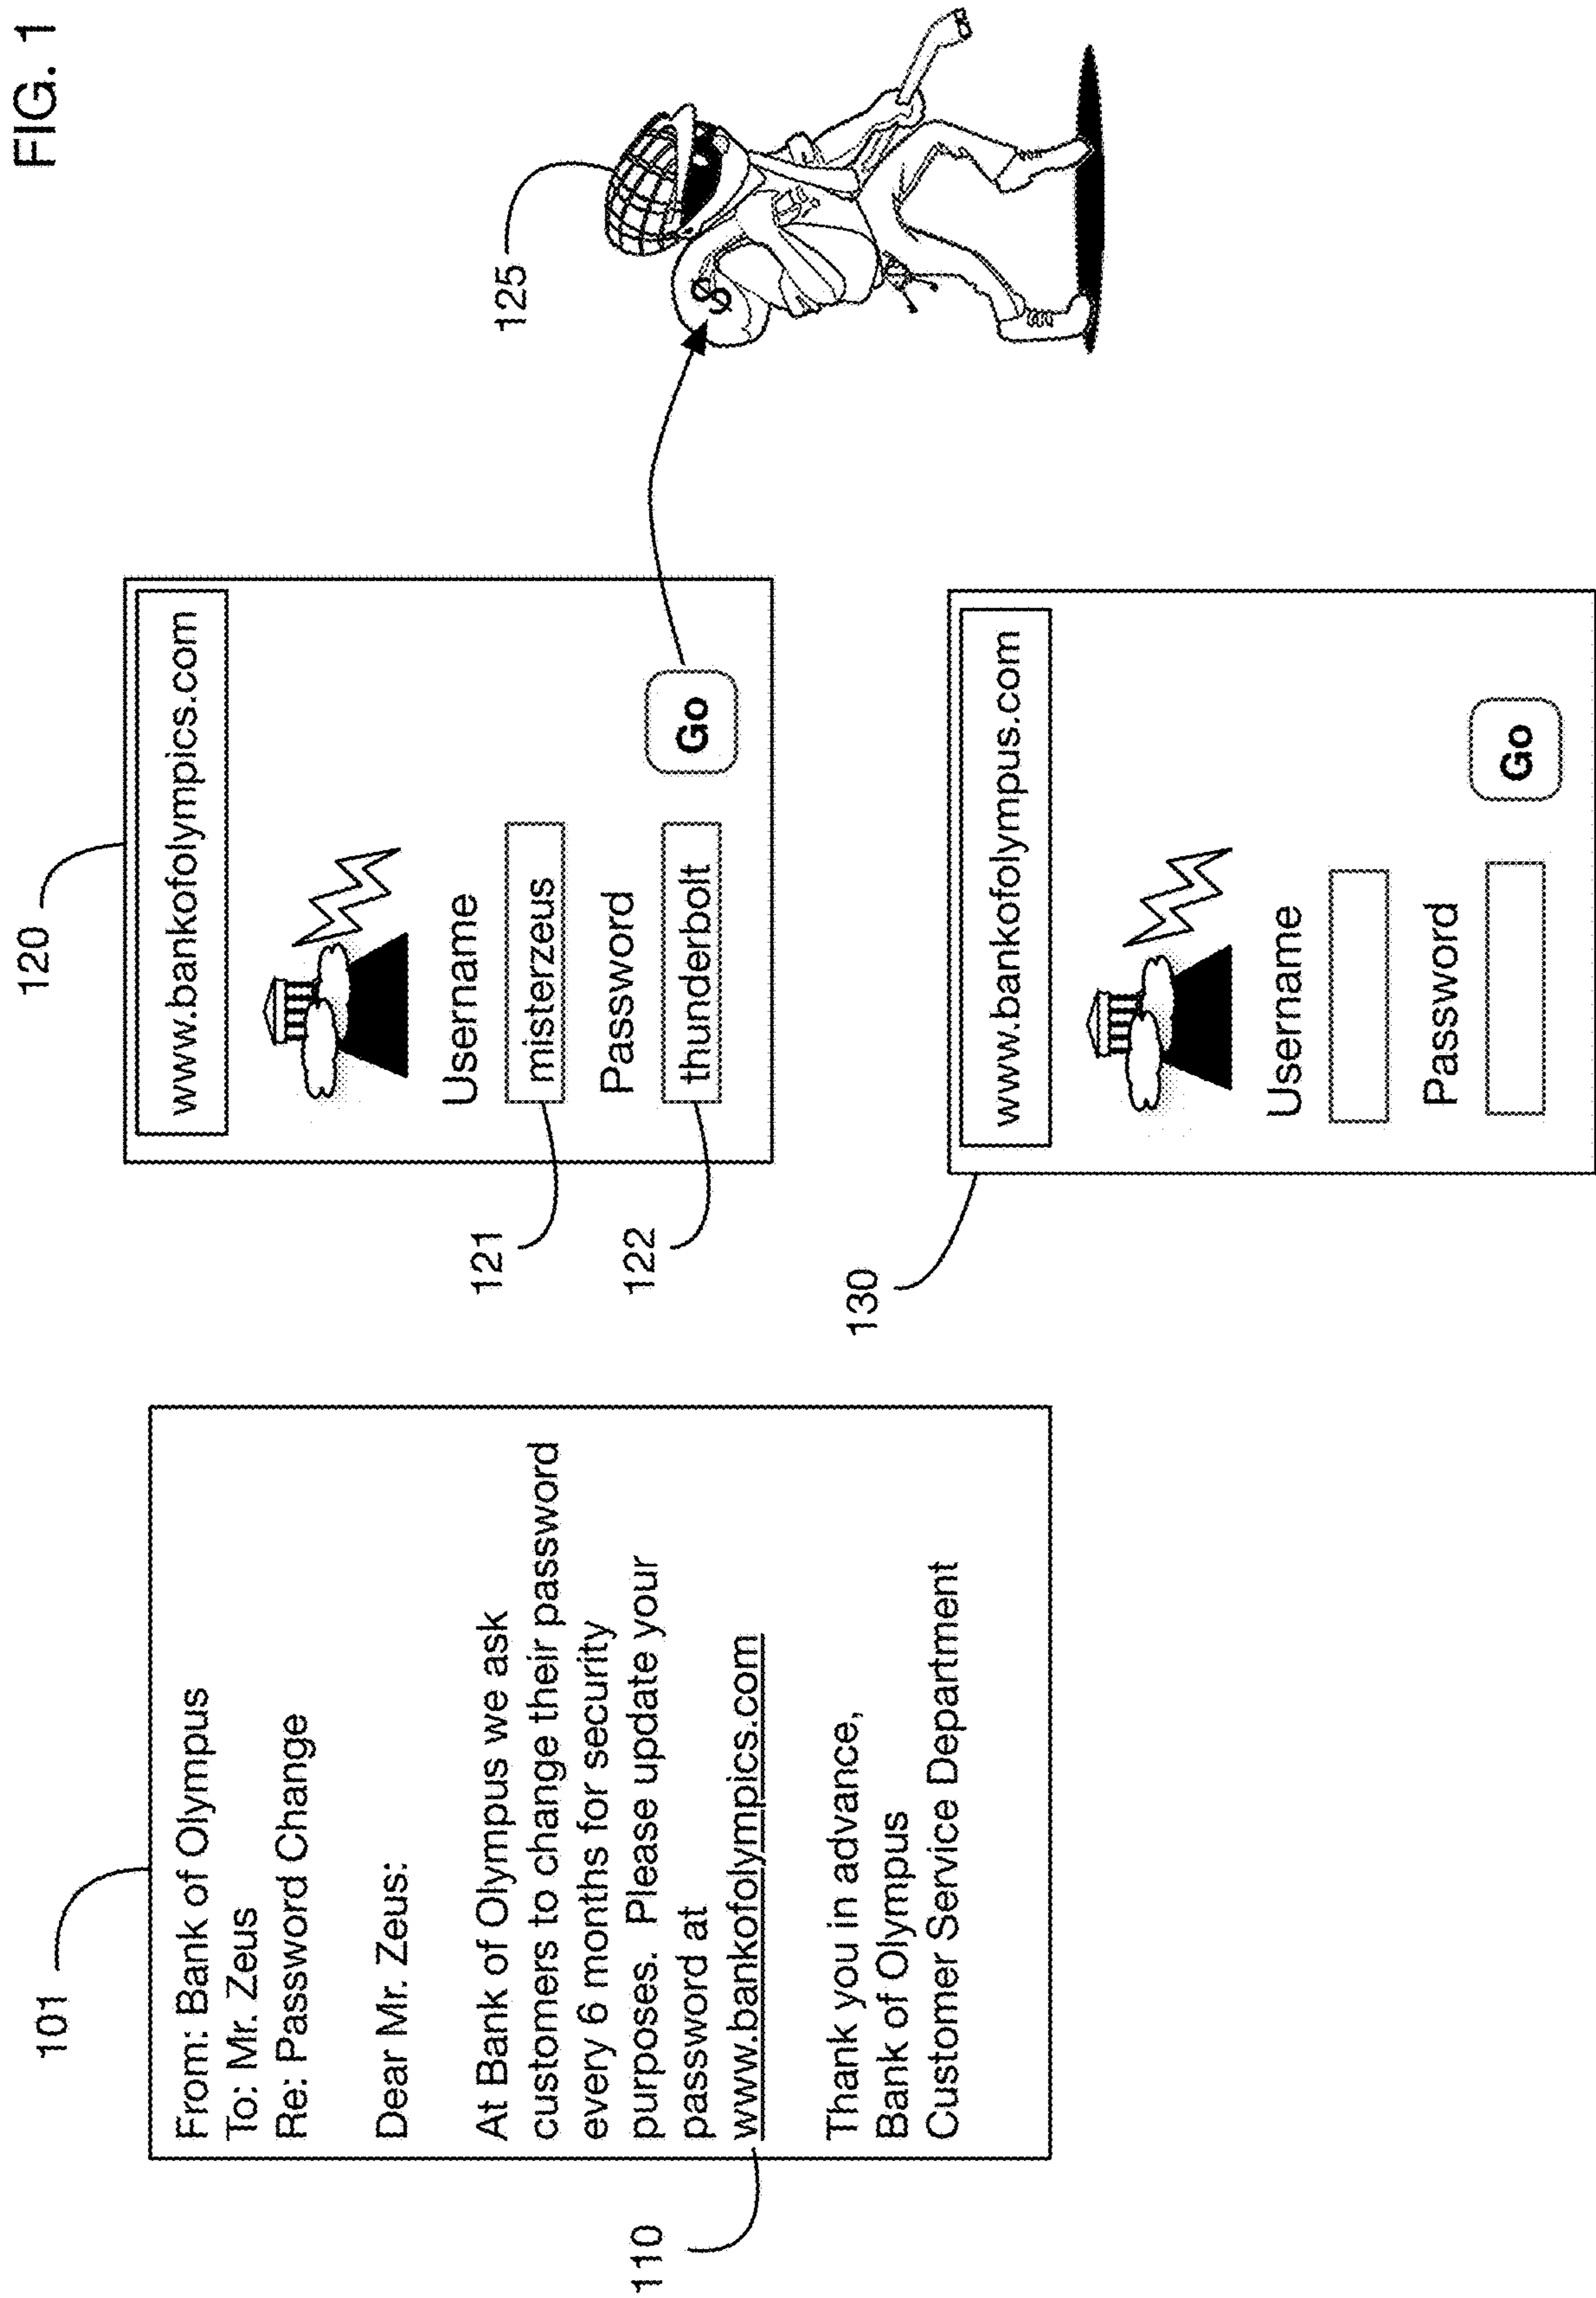 FIG. 1
101
From: Bank of Olympus
To: Mr. Zeus
Re: Password Change
Dear Mr. Zeus:
At Bank of Olympus we ask
customers to change their password
every 6 months for security
purposes. Please update your
password at
www.bankofolympics.com
Thank you in advance,
Bank of Olympus
Customer Service Department
110
120
www.bankofolympics.com
Username
misterzeus
Password
thunderbolt
Go
121
122
125
$
130
www.bankofolympus.com
Username
Password
Go